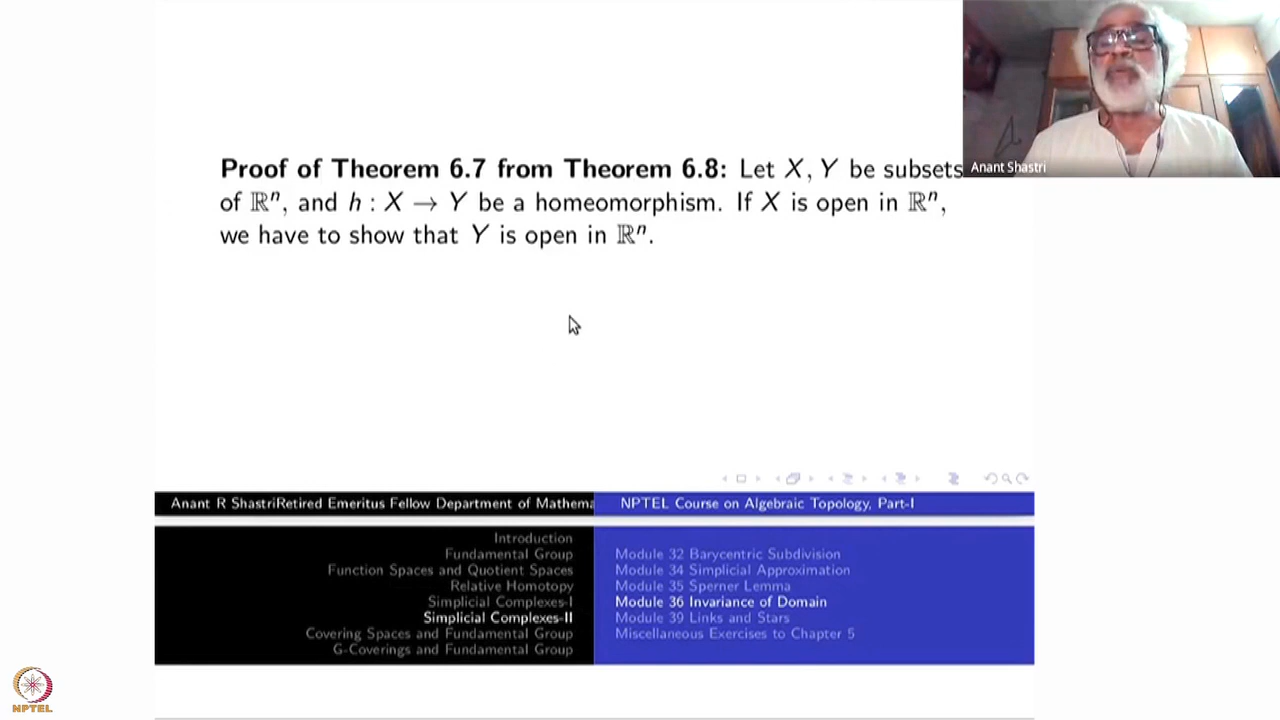 Proof of Theorem 6.7 from Theorem 6.8: Let X, Y be subsets
of ℝⁿ, and h : X → Y be a homeomorphism. If X is open in ℝⁿ,
we have to show that Y is open in ℝⁿ.
Anant Shastri
Anant R ShastriRetired Emeritus Fellow Department of Mathema
NPTEL Course on Algebraic Topology, Part-I
Introduction
Fundamental Group
Function Spaces and Quotient Spaces
Relative Homotopy
Simplicial Complexes-I
Simplicial Complexes-II
Covering Spaces and Fundamental Group
G-Coverings and Fundamental Group
Module 32 Barycentric Subdivision
Module 34 Simplicial Approximation
Module 35 Sperner Lemma
Module 36 Invariance of Domain
Module 39 Links and Stars
Miscellaneous Exercises to Chapter 5
NPTEL